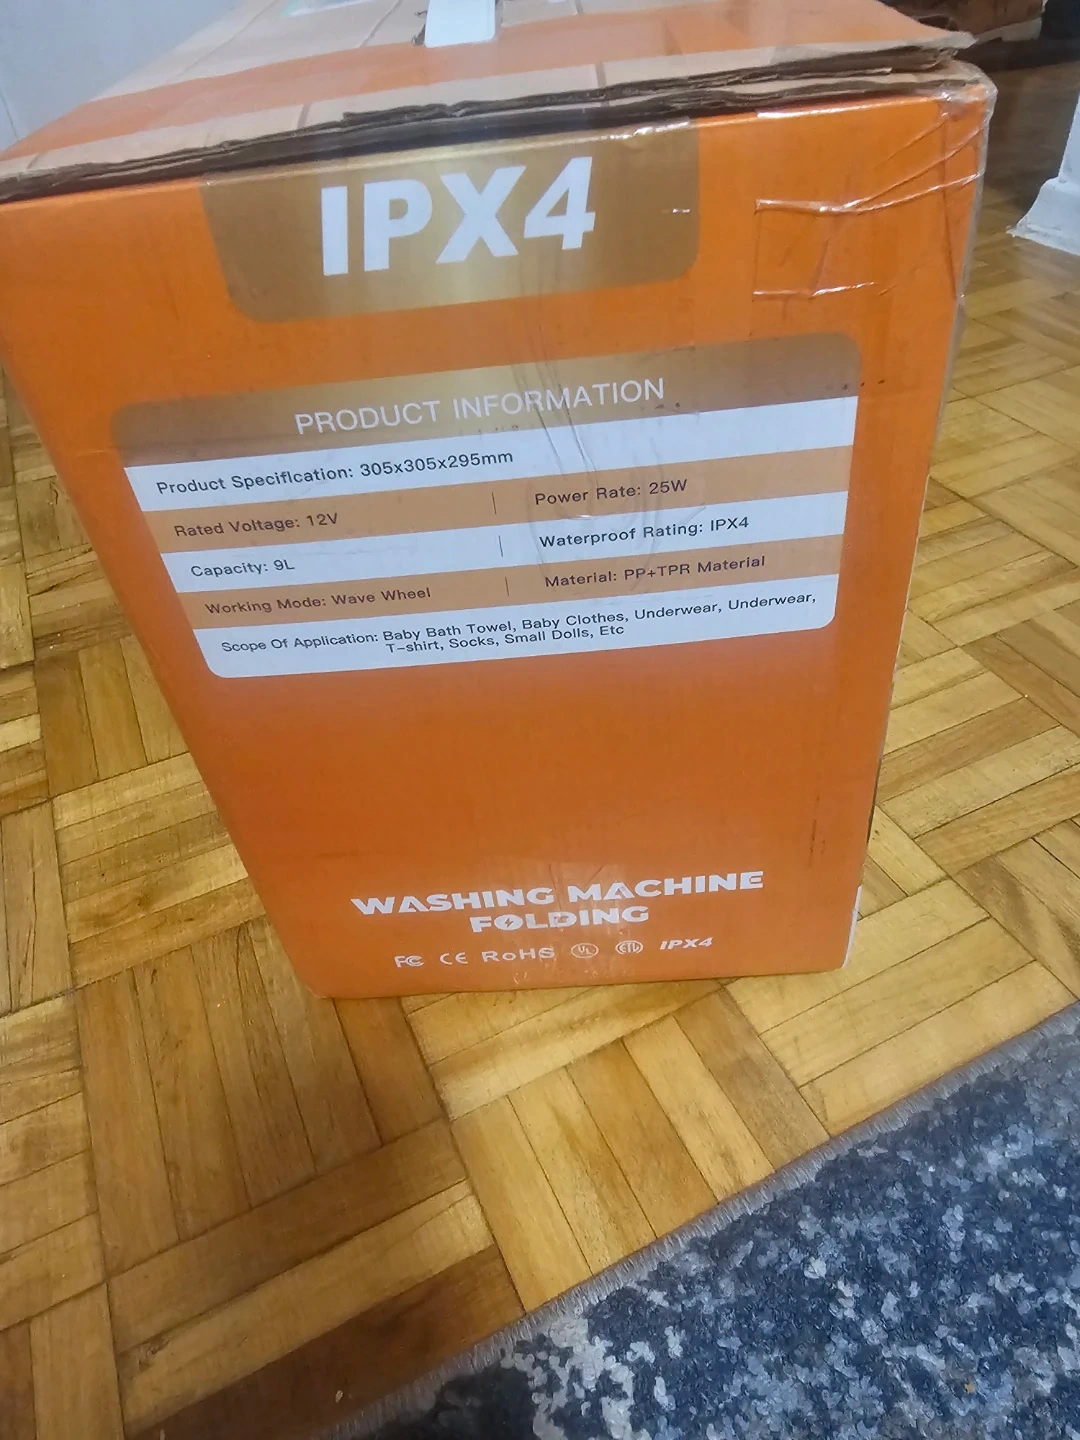 IPX4
PRODUCT INFORMATION
Product Specification: 305x305x295mm
Rated Voltage: 12V | Power Rate: 25W
Capacity: 9L | Waterproof Rating: IPX4
Working Mode: Wave Wheel | Material: PP+TPR Material
Scope Of Application: Baby Bath Towel, Baby Clothes, Underwear, Underwear,
T-shirt, Socks, Small Dolls, Etc
WASHING MACHINE
FOLDING
FC CE RoHS UL ETL IPX4